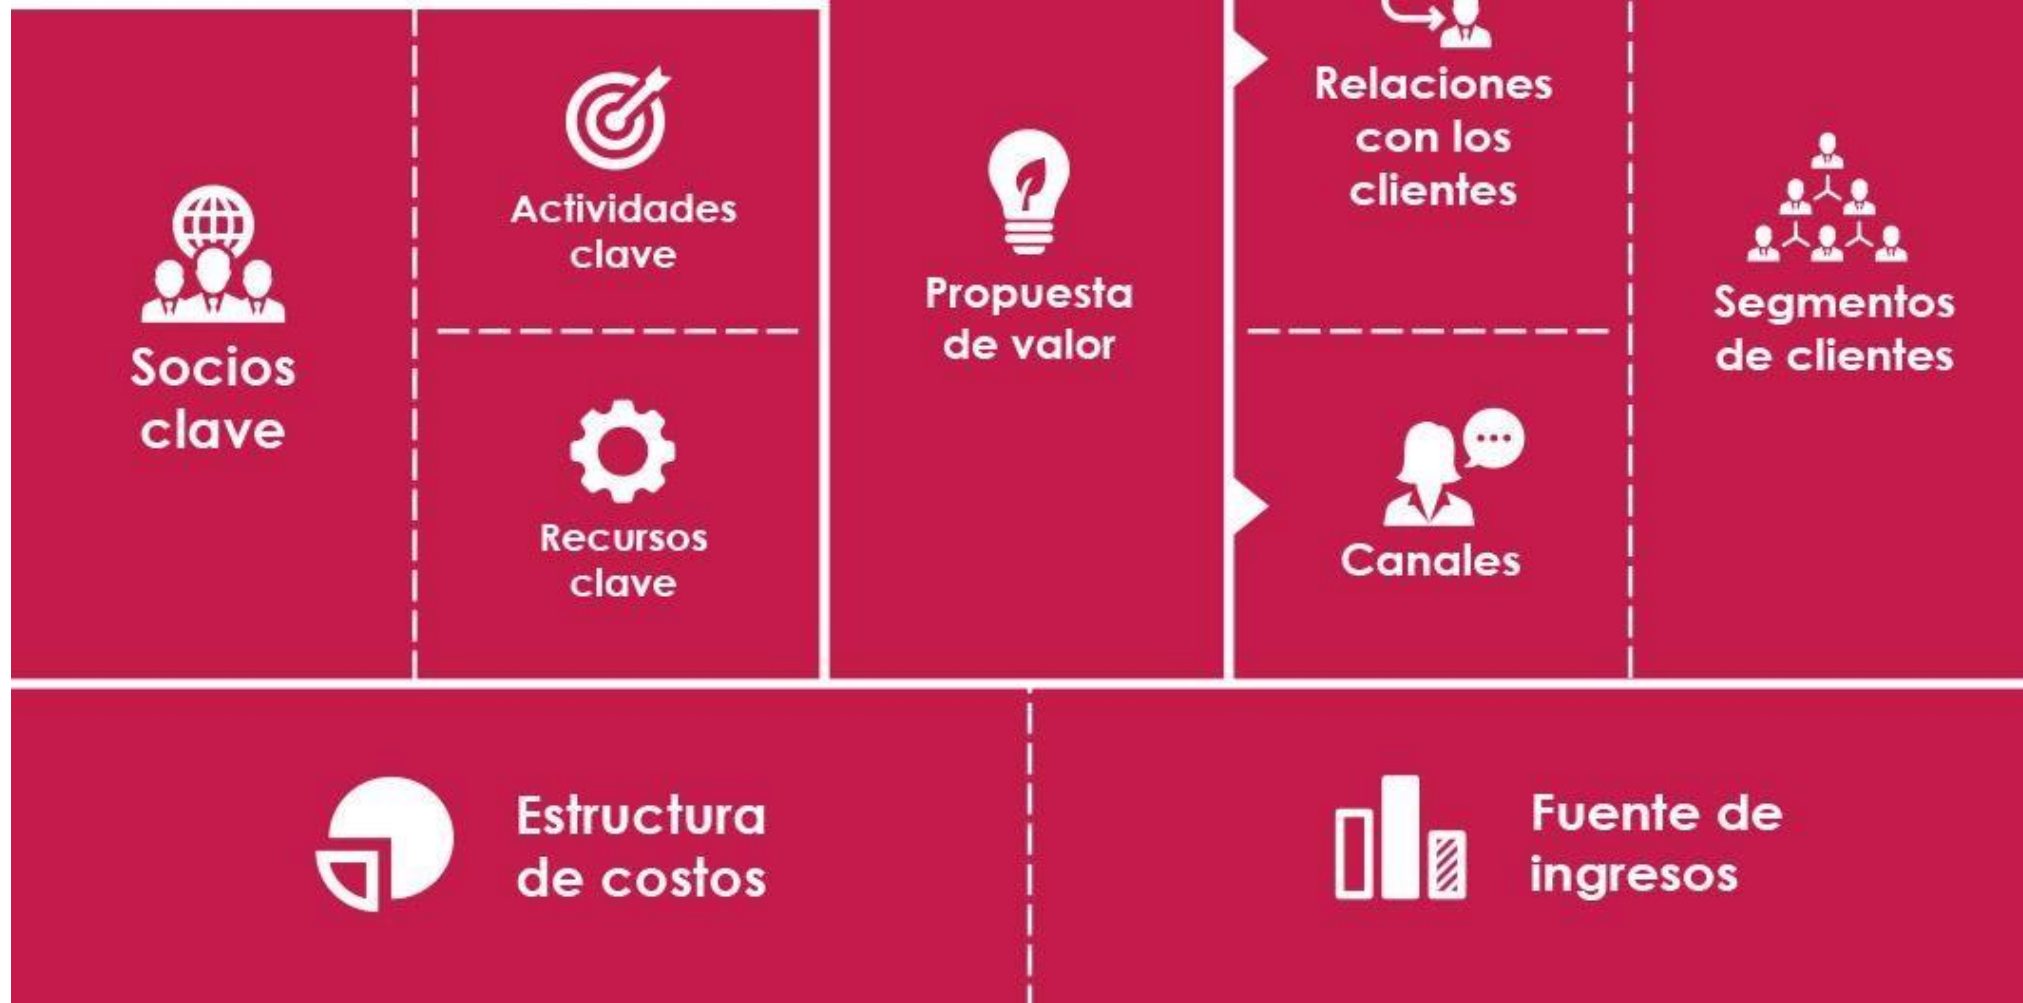 Socios
clave
Actividades
clave
Recursos
clave
Propuesta
de valor
Relaciones
con los
clientes
Canales
Segmentos
de clientes
Estructura
de costos
Fuente de
ingresos